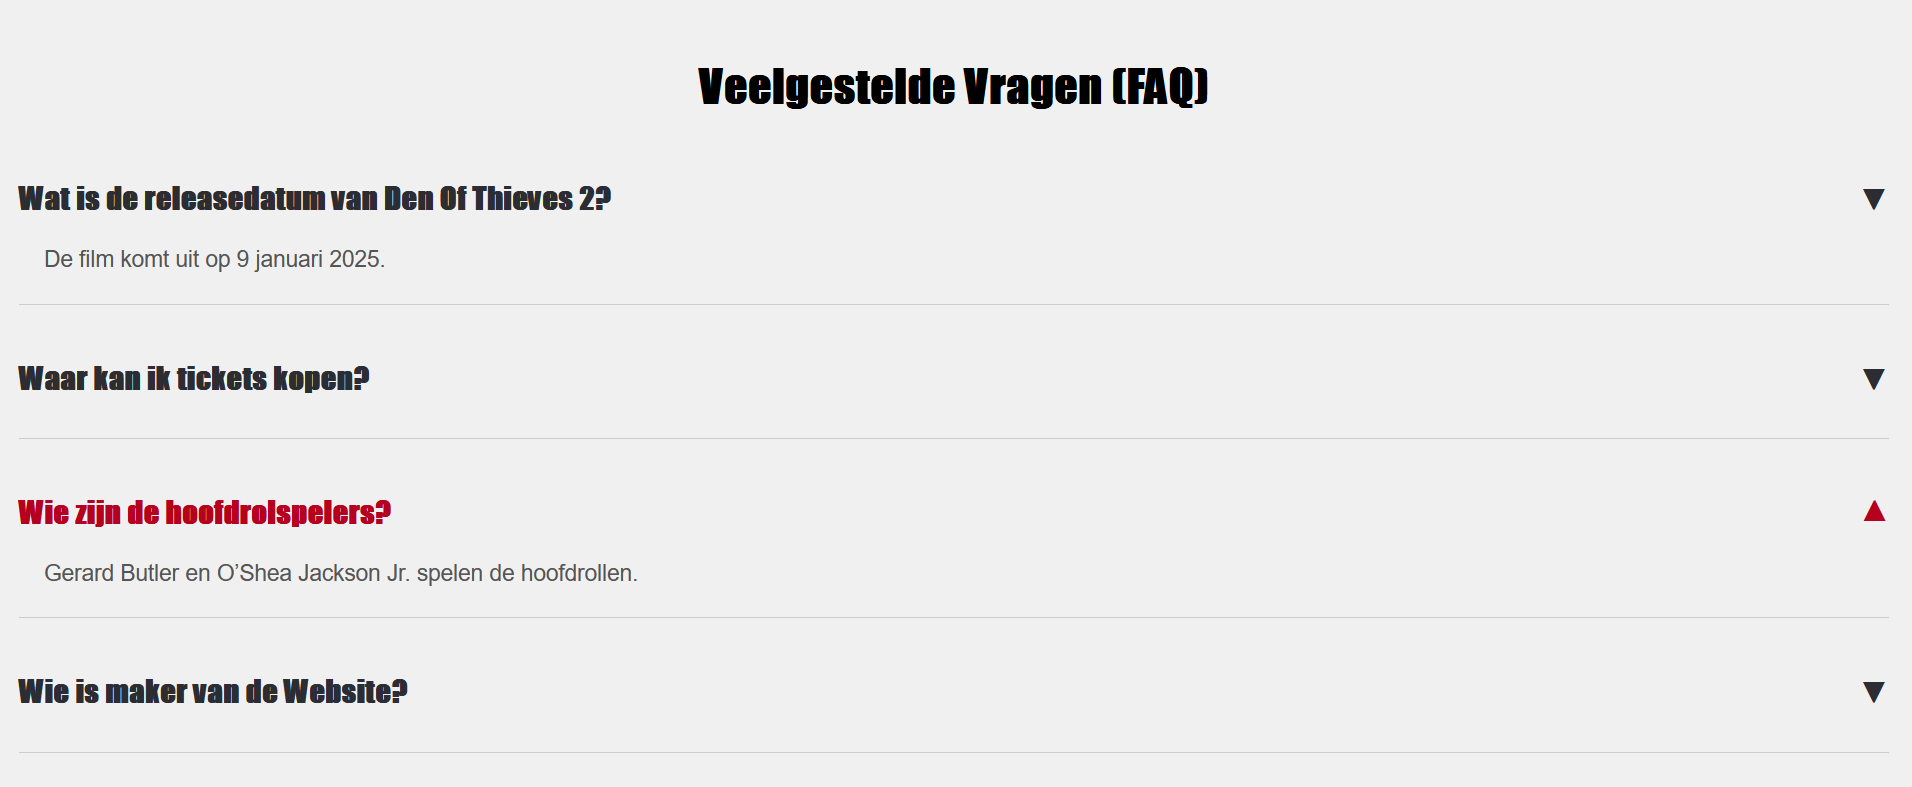 Veelgestelde Vragen (FAQ)
Wat is de releasedatum van Den Of Thieves 2?
De film komt uit op 9 januari 2025.
Waar kan ik tickets kopen?
Wie zijn de hoofdrolspelers?
Gerard Butler en O’Shea Jackson Jr. spelen de hoofdrollen.
Wie is maker van de Website?